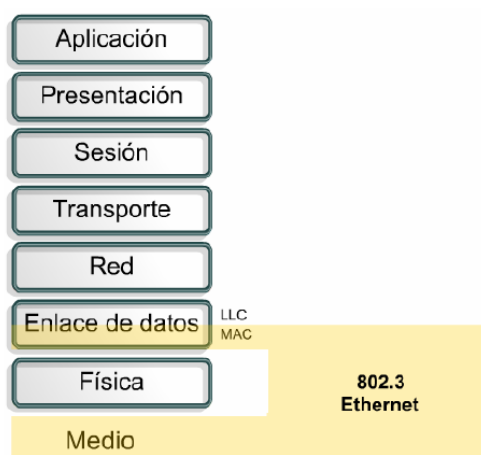 Aplicación
Presentación
Sesión
Transporte
Red
Enlace de datos
LLC
MAC
Física
802.3
Ethernet
Medio